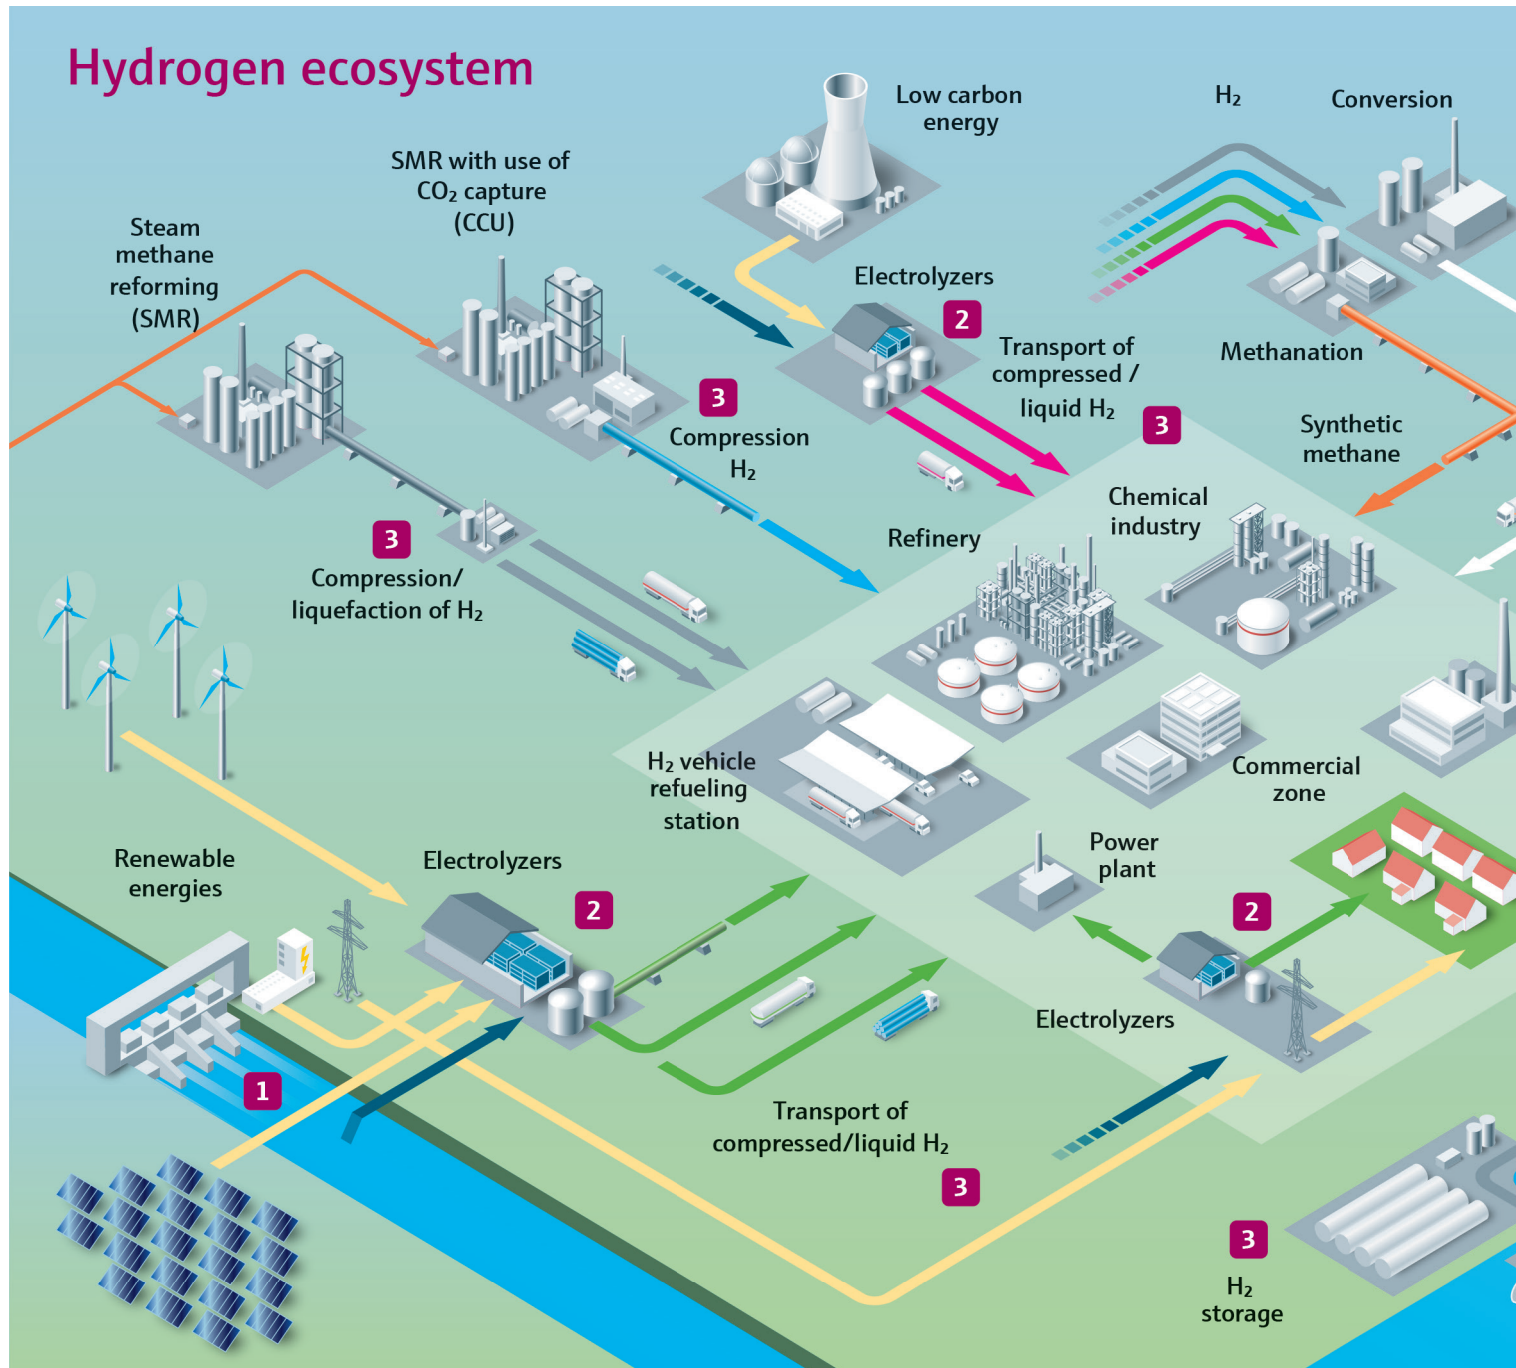 Hydrogen ecosystem
Low carbon
energy
H₂
Conversion
SMR with use of
CO₂ capture
(CCU)
Steam
methane
reforming
(SMR)
Electrolyzers
2
Transport of
compressed /
liquid H₂
3
Methanation
Synthetic
methane
3
Compression
H₂
Chemical
industry
Refinery
3
Compression/
liquefaction of H₂
H₂ vehicle
refueling
station
Commercial
zone
Power
plant
Renewable
energies
Electrolyzers
2
2
Electrolyzers
1
Transport of
compressed/liquid H₂
3
3
H₂
storage